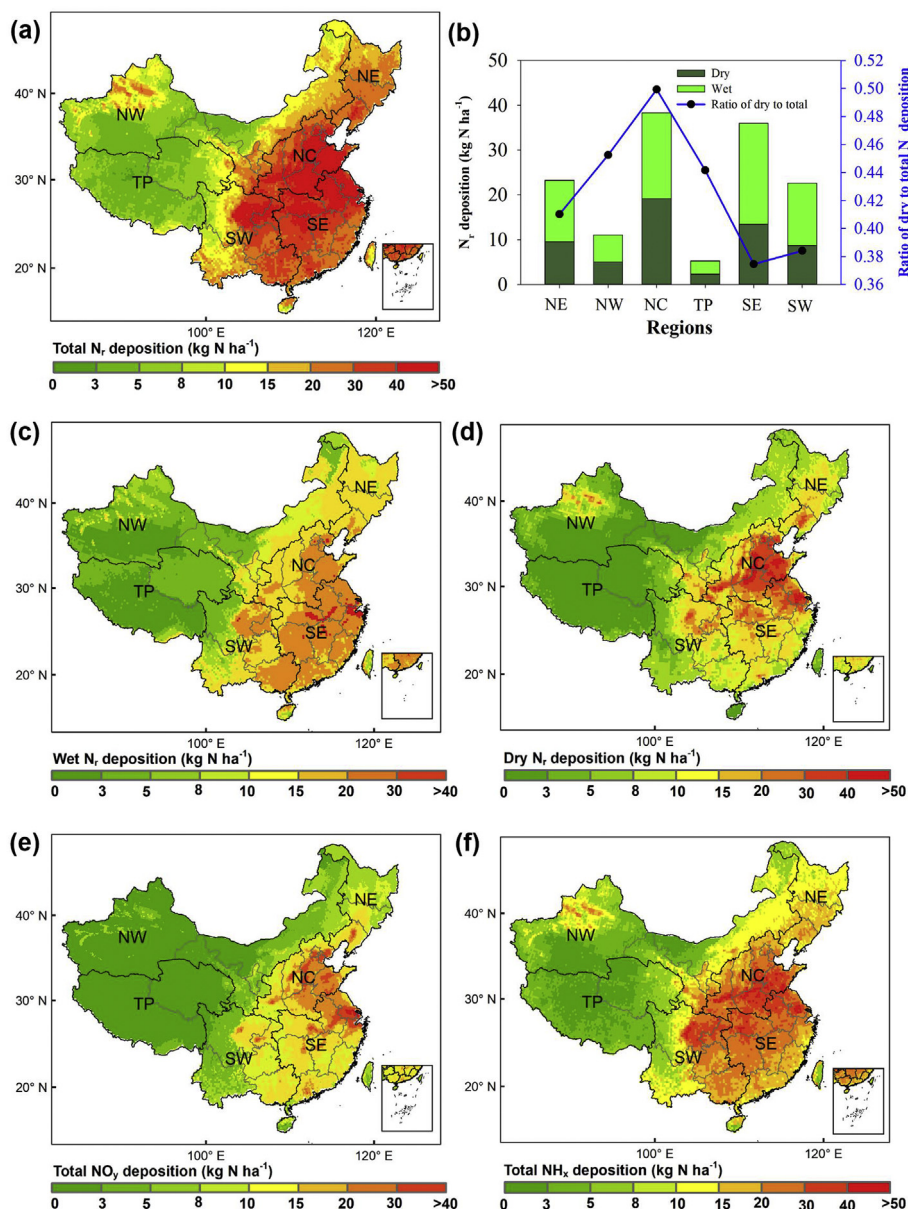 (a)
40° N
30° N
20° N
NE
NW
NC
TP
SE
SW
100° E
120° E
Total Nr deposition (kg N ha-1)
0 3 5 8 10 15 20 30 40 >50
(b)
50
40
30
20
10
0
Nr deposition (kg N ha-1)
Dry
Wet
Ratio of dry to total
0.52
0.50
0.48
0.46
0.44
0.42
0.40
0.38
0.36
Ratio of dry to total Nr deposition
NE NW NC TP SE SW
Regions
(c)
40° N
30° N
20° N
NE
NW
NC
TP
SE
SW
100° E
120° E
Wet Nr deposition (kg N ha-1)
0 3 5 8 10 15 20 30 >40
(d)
40° N
30° N
20° N
NE
NW
NC
TP
SE
SW
100° E
120° E
Dry Nr deposition (kg N ha-1)
0 3 5 8 10 15 20 30 40 >50
(e)
40° N
30° N
20° N
NE
NW
NC
TP
SE
SW
100° E
120° E
Total NOy deposition (kg N ha-1)
0 3 5 8 10 15 20 30 >40
(f)
40° N
30° N
20° N
NE
NW
NC
TP
SE
SW
100° E
120° E
Total NHx deposition (kg N ha-1)
0 3 5 8 10 15 20 30 40 >50